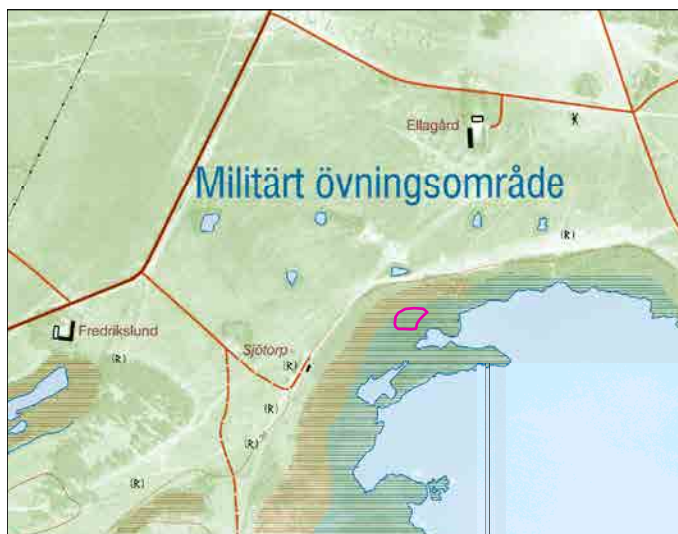 Ellagård
Militärt övningsområde
(R)
Fredrikslund
Sjötorp
(R)
(R)
(R)
(R)
(R)